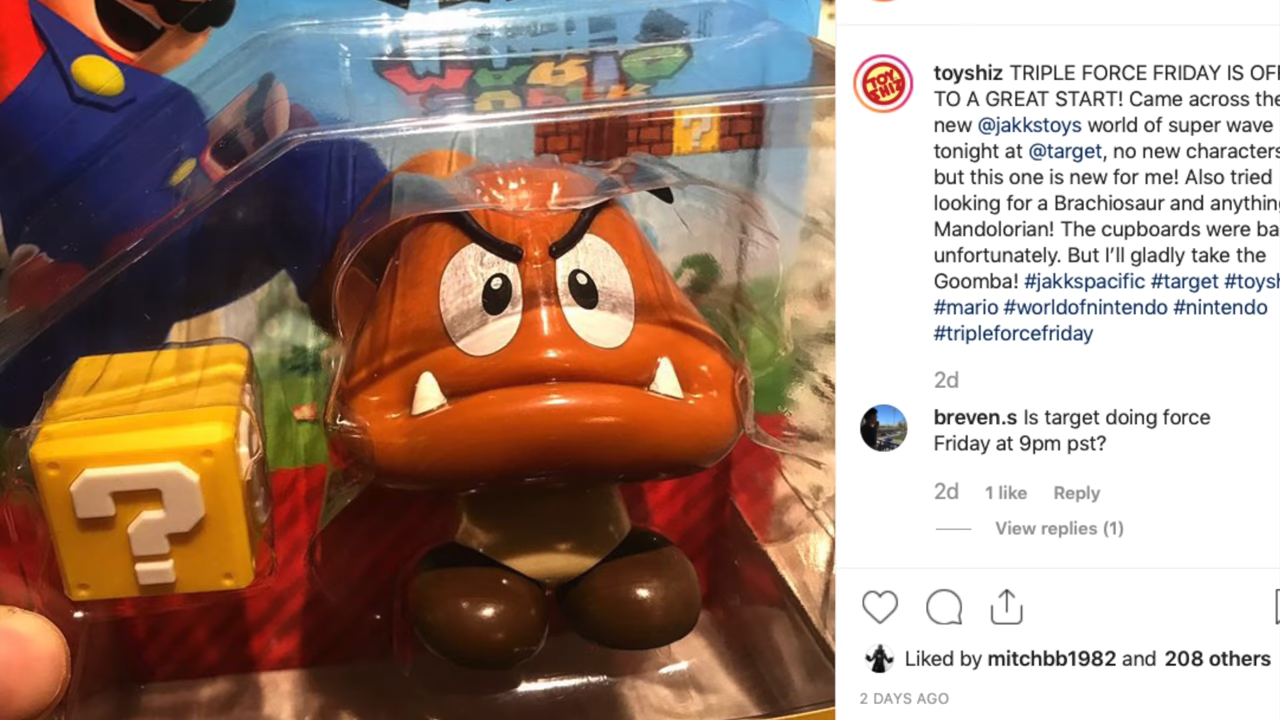 ?
?
TOY
SHIZ
toyshiz TRIPLE FORCE FRIDAY IS OF
TO A GREAT START! Came across the
new @jakkstoys world of super wave
tonight at @target, no new characters
but this one is new for me! Also tried
looking for a Brachiosaur and anythin
Mandolorian! The cupboards were ba
unfortunately. But I'll gladly take the
Goomba! #jakkspacific #target #toysh
#mario #worldofnintendo #nintendo
#tripleforcefriday
2d
breven.s Is target doing force
Friday at 9pm pst?
2d 1 like Reply
View replies (1)
Liked by mitchbb1982 and 208 others
2 DAYS AGO